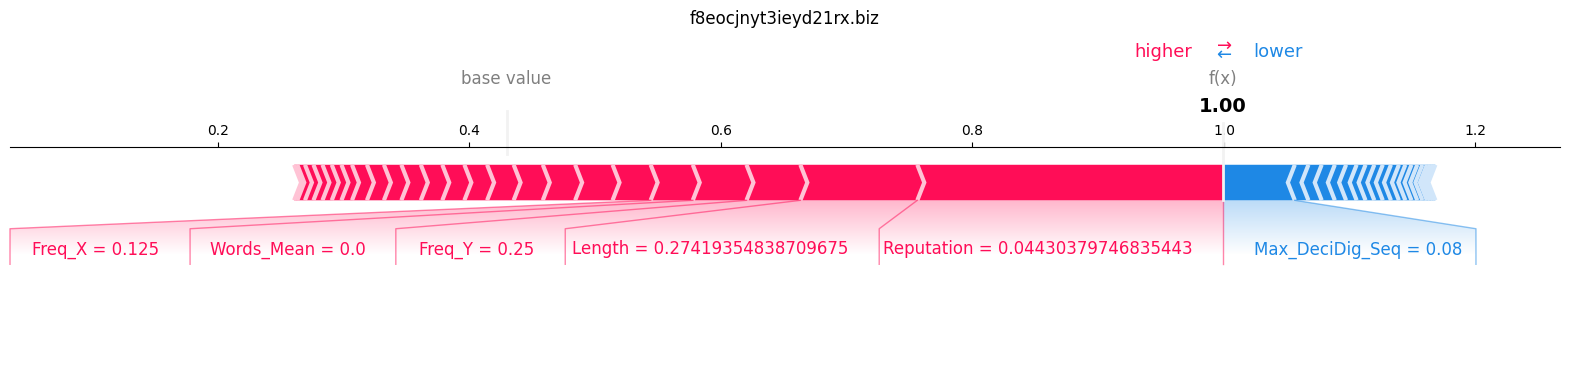 f8eocjnyt3ieyd21rx.biz
higher ⇄ lower
base value f(x)
1.00
0.2 0.4 0.6 0.8 1.0 1.2
Freq_X = 0.125 Words_Mean = 0.0 Freq_Y = 0.25 Length = 0.27419354838709675 Reputation = 0.04430379746835443 Max_DeciDig_Seq = 0.08